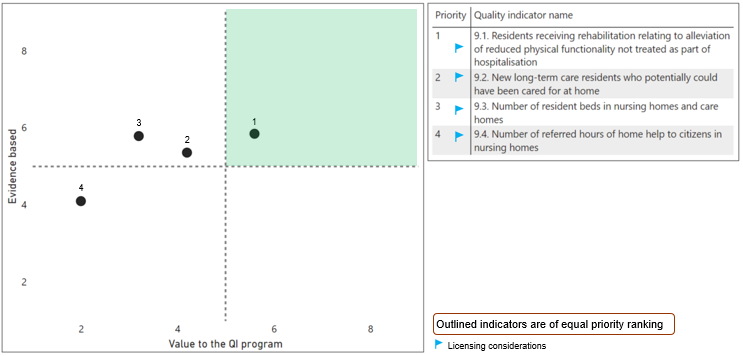 8
6
4
2
Evidence based
3
2
1
4
2
4
6
8
Value to the QI program
Priority Quality indicator name
1 9.1. Residents receiving rehabilitation relating to alleviation
of reduced physical functionality not treated as part of
hospitalisation
2 9.2. New long-term care residents who potentially could
have been cared for at home
3 9.3. Number of resident beds in nursing homes and care
homes
4 9.4. Number of referred hours of home help to citizens in
nursing homes
Outlined indicators are of equal priority ranking
Licensing considerations